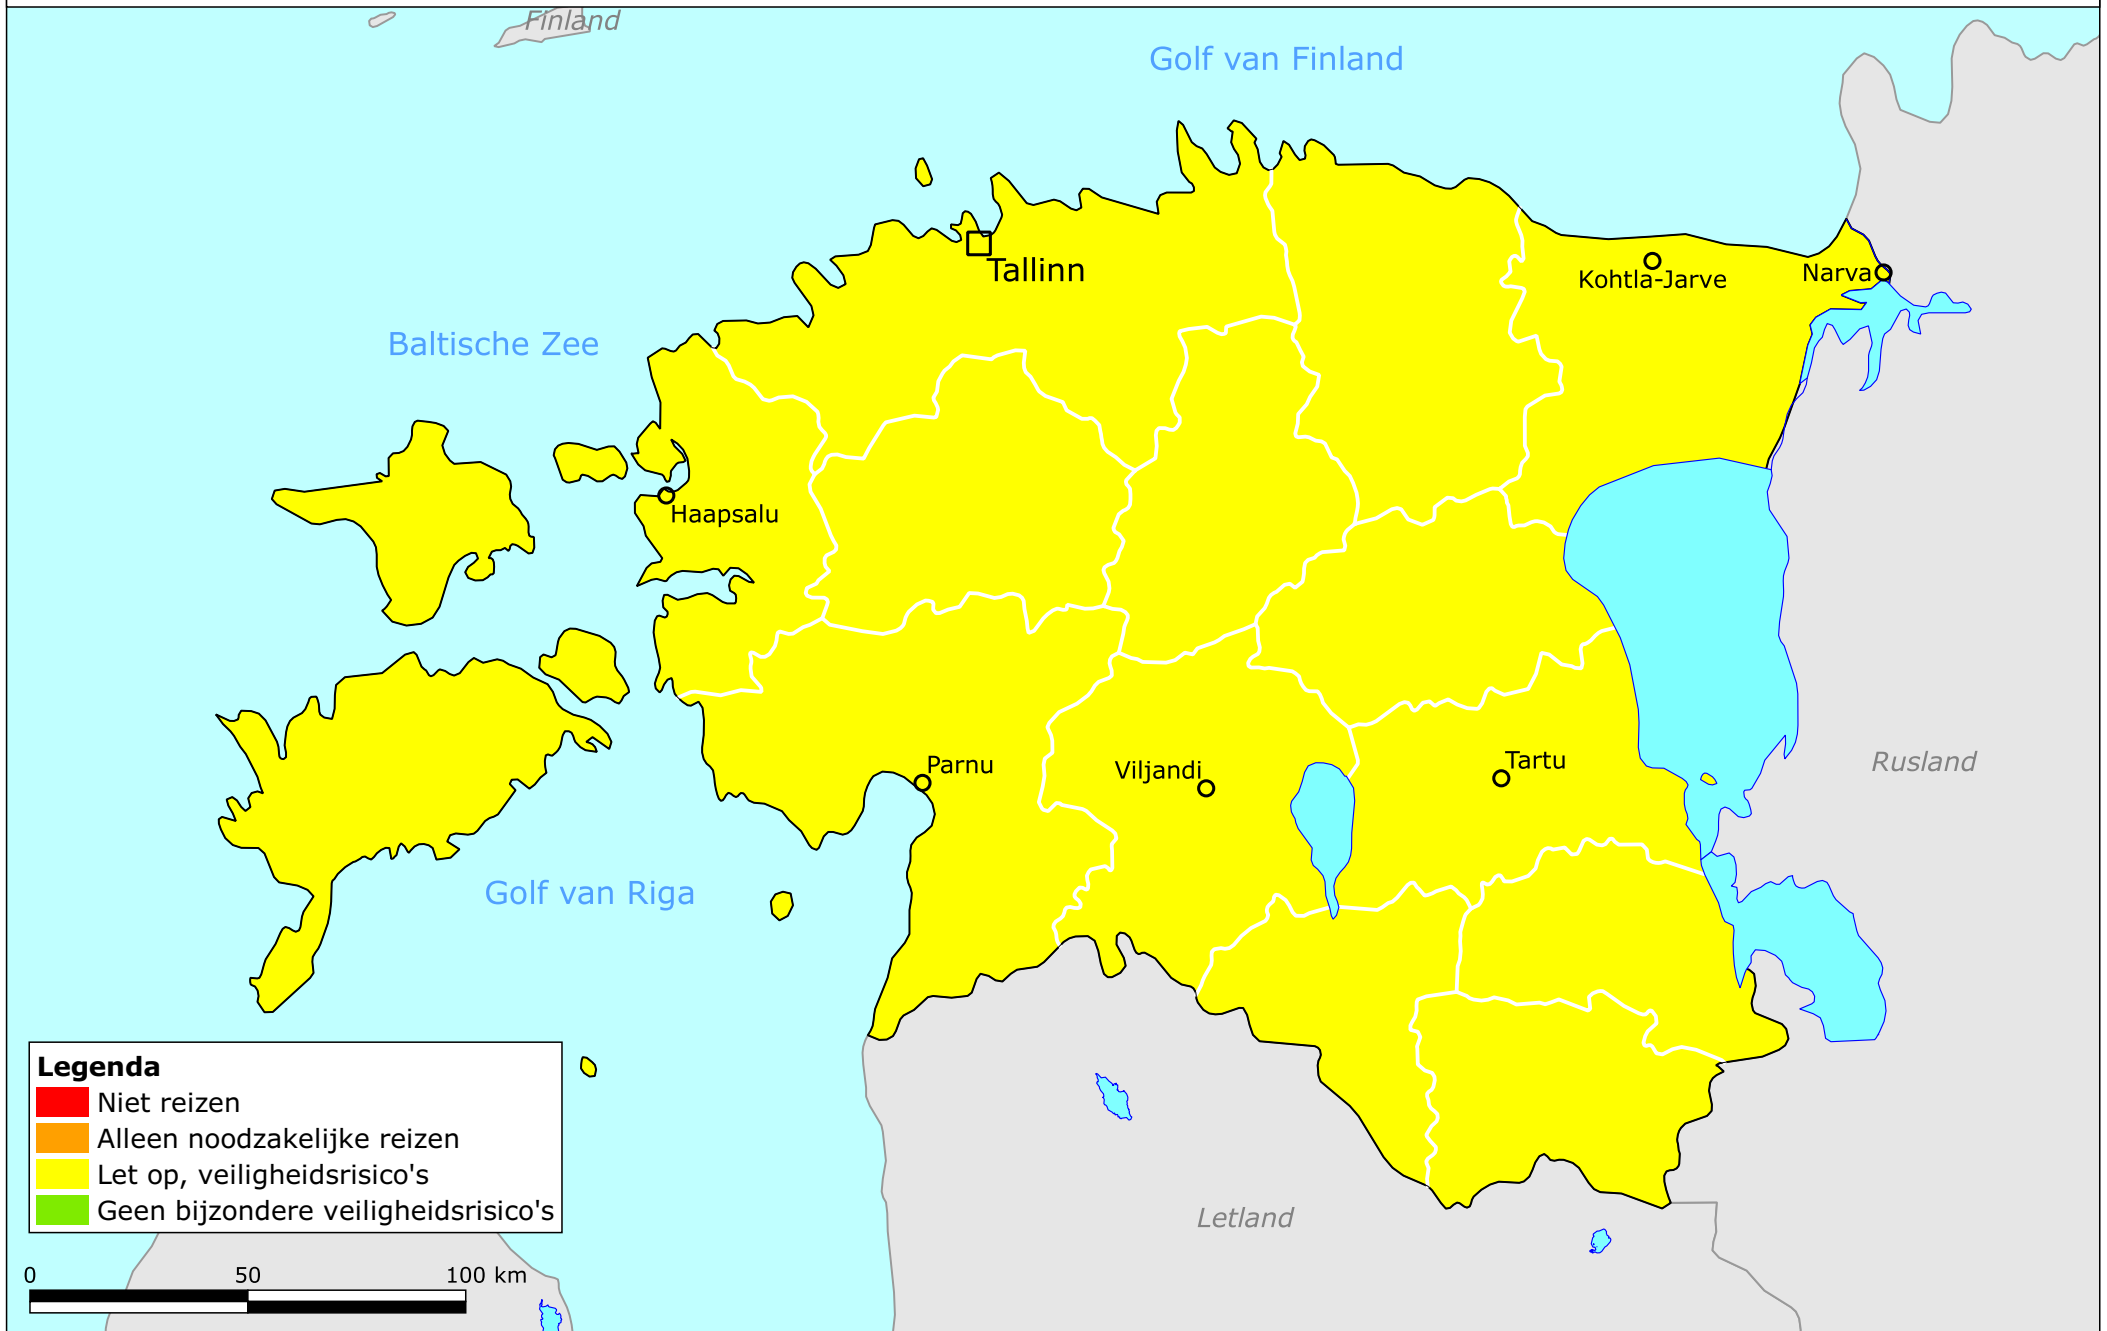 Finland
Golf van Finland
Tallinn
Kohtla-Jarve
Narva
Baltische Zee
Haapsalu
Parnu
Viljandi
Tartu
Rusland
Golf van Riga
Legenda
Niet reizen
Alleen noodzakelijke reizen
Let op, veiligheidsrisico's
Geen bijzondere veiligheidsrisico's
Letland
0 50 100 km